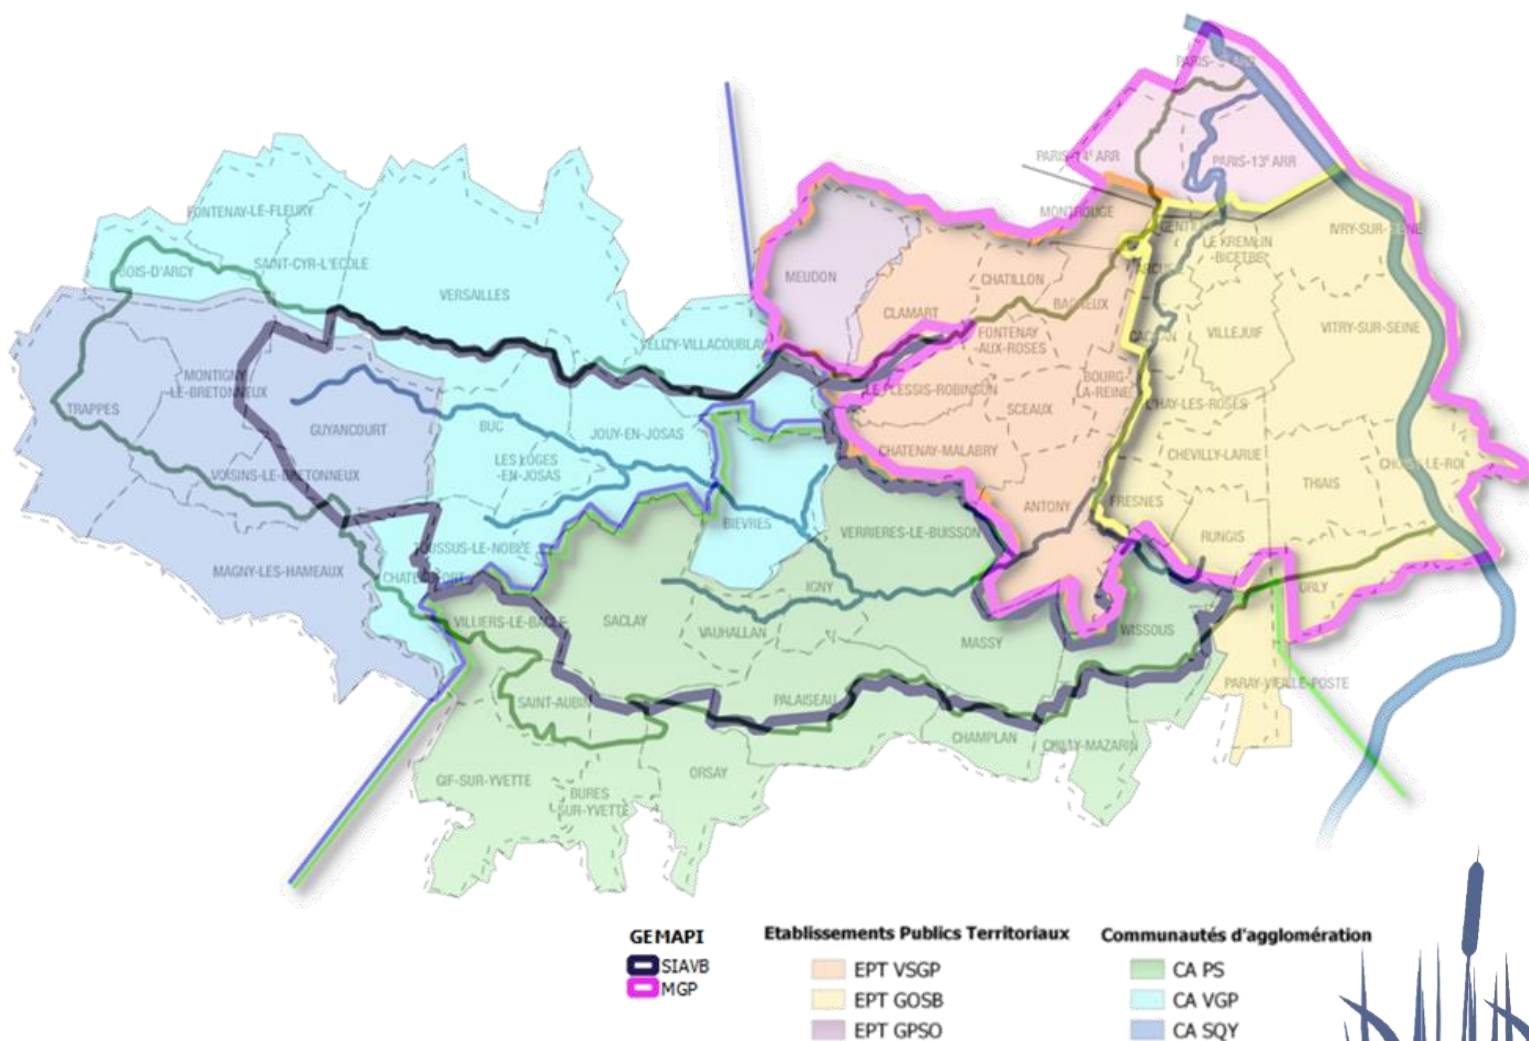 PARIS-5E ARR
PARIS-14E ARR
PARIS-13E ARR
FONTENAY-LE-FLEURY
MONTROUGE
GENTILLY
IVRY-SUR-SEINE
LE KREMLIN
-BICETRE
SAINT-CYR-L'ECOLE
BOIS-D'ARCY
MEUDON
CHATILLON
VERSAILLES
BAGNEUX
CLAMART
VILLEJUIF
VITRY-SUR-SEINE
CACHAN
FONTENAY
-AUX-ROSES
VELIZY-VILLACOUBLAY
MONTIGNY
-LE-BRETONNEUX
LE PLESSIS-ROBINSON
BOURG-
LA-REINE
TRAPPES
SCEAUX
L'HAY-LES-ROSES
GUYANCOURT
BUC
JOUY-EN-JOSAS
CHATENAY-MALABRY
CHEVILLY-LARUE
LES LOGES
-EN-JOSAS
CHOISY-LE-ROI
VOISINS-LE-BRETONNEUX
THIAIS
ANTONY
FRESNES
BIEVRES
VERRIERES-LE-BUISSON
RUNGIS
TOUSSUS-LE-NOBLE
MAGNY-LES-HAMEAUX
CHATEAUFORT
IGNY
ORLY
VILLIERS-LE-BACLE
SACLAY
VAUHALLAN
WISSOUS
MASSY
PARAY-VIEILLE-POSTE
SAINT-AUBIN
PALAISEAU
CHAMPLAN
CHILLY-MAZARIN
GIF-SUR-YVETTE
ORSAY
BURES
-SUR-YVETTE
GEMAPI
SIAVB
MGP
Etablissements Publics Territoriaux
EPT VSGP
EPT GOSB
EPT GPSO
Communautés d'agglomération
CA PS
CA VGP
CA SQY